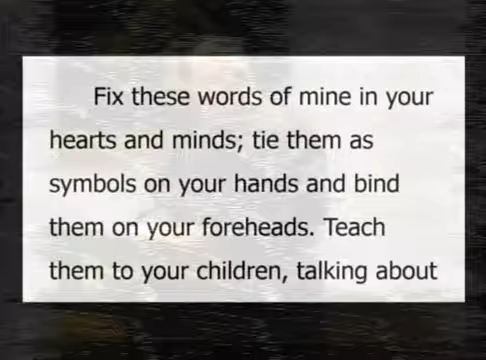 Fix these words of mine in your
hearts and minds; tie them as
symbols on your hands and bind
them on your foreheads. Teach
them to your children, talking about